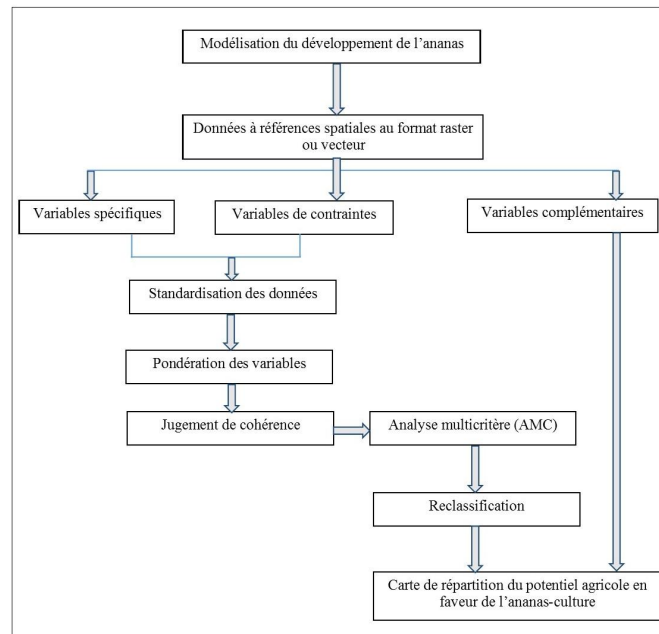 Modélisation du développement de l'ananas
Données à références spatiales au format raster
ou vecteur
Variables spécifiques
Variables de contraintes
Variables complémentaires
Standardisation des données
Pondération des variables
Jugement de cohérence
Analyse multicritère (AMC)
Reclassification
Carte de répartition du potentiel agricole en
faveur de l'ananas-culture